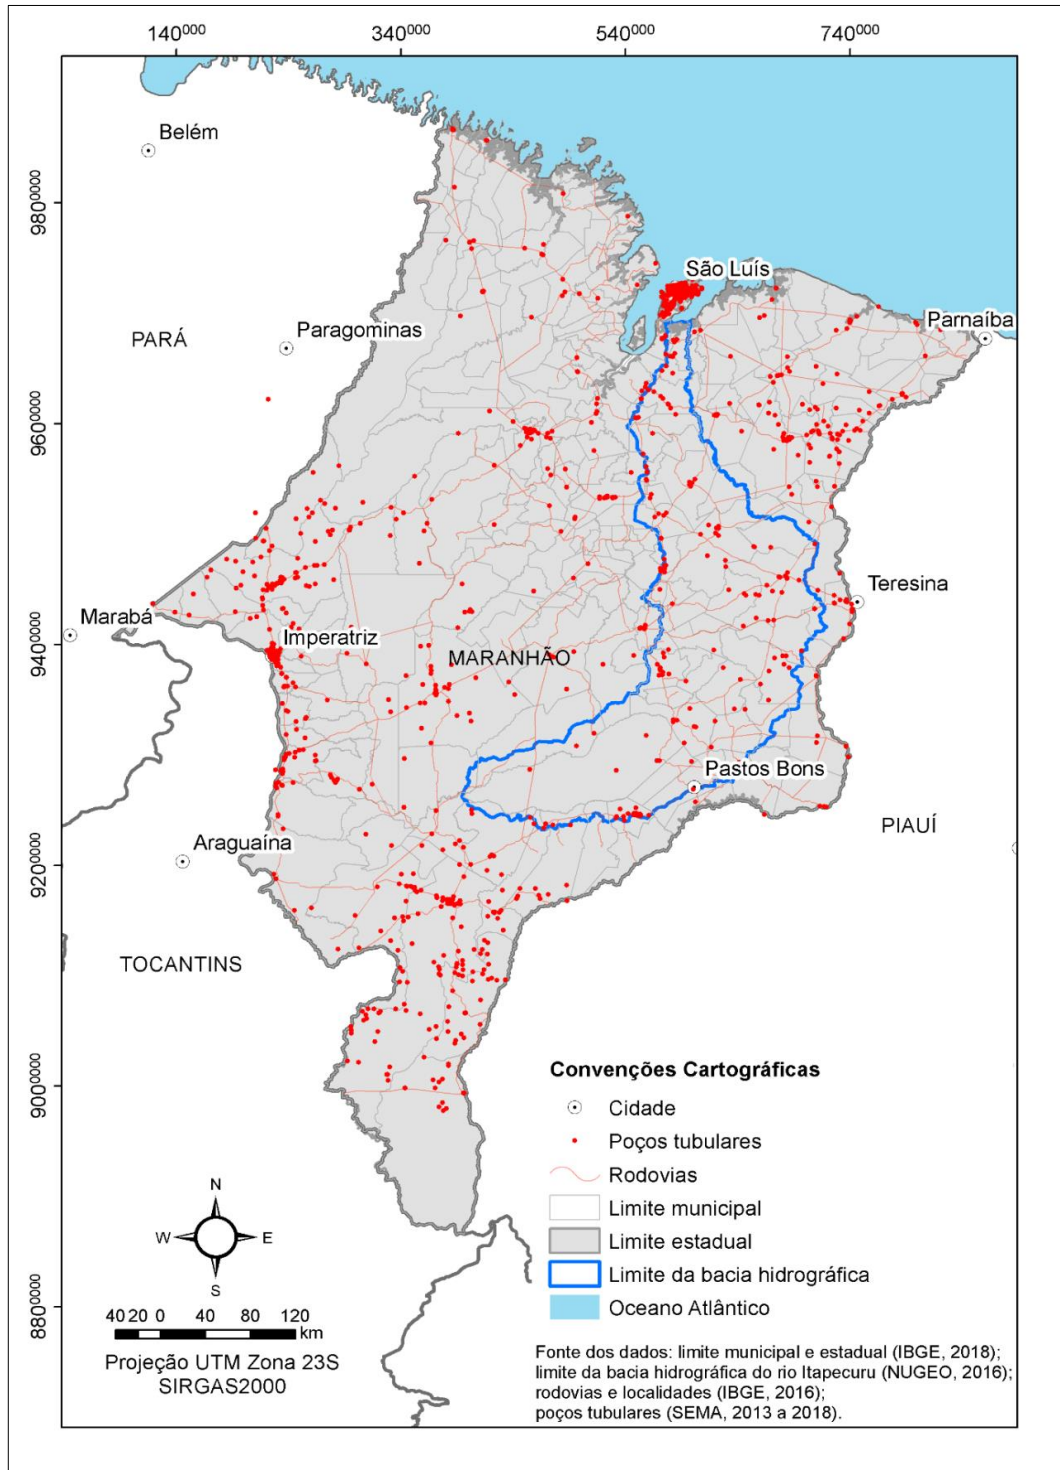 140000 340000 540000 740000
Belém
9800000
São Luís
Parnaíba
PARÁ
Paragominas
9600000
Teresina
Marabá
Imperatriz
MARANHÃO
9400000
Pastos Bons
PIAUÍ
Araguaína
9200000
TOCANTINS
9000000
Convenções Cartográficas
Cidade
Poços tubulares
Rodovias
Limite municipal
Limite estadual
Limite da bacia hidrográfica
Oceano Atlântico
N
W E
S
8800000
40 20 0 40 80 120
km
Projeção UTM Zona 23S
SIRGAS2000
Fonte dos dados: limite municipal e estadual (IBGE, 2018);
limite da bacia hidrográfica do rio Itapecuru (NUGEO, 2016);
rodovias e localidades (IBGE, 2016);
poços tubulares (SEMA, 2013 a 2018).